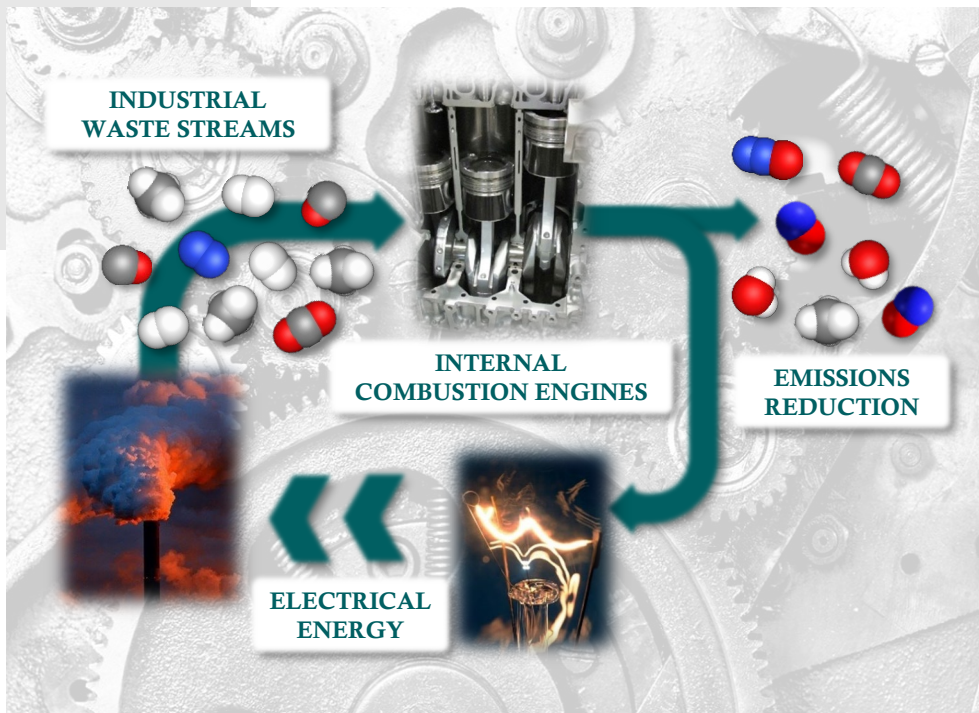 INDUSTRIAL
WASTE STREAMS
INTERNAL
COMBUSTION ENGINES
EMISSIONS
REDUCTION
ELECTRICAL
ENERGY